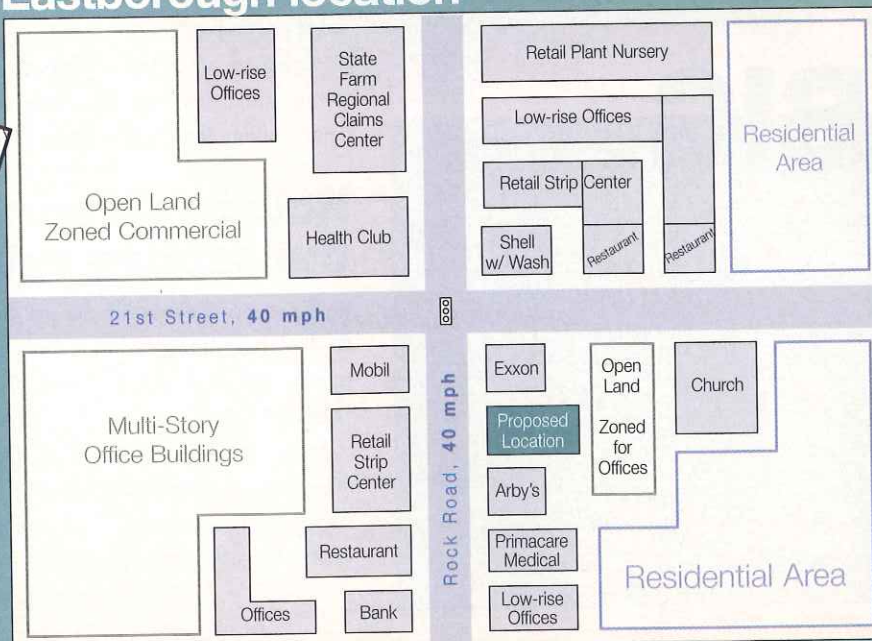 Eastborough location
Low-rise
Offices
State
Farm
Regional
Claims
Center
Open Land
Zoned Commercial
Health Club
Retail Plant Nursery
Low-rise Offices
Retail Strip Center
Shell
w/ Wash
Restaurant
Restaurant
Residential
Area
21st Street, 40 mph
Rock Road, 40 mph
Multi-Story
Office Buildings
Mobil
Retail
Strip
Center
Restaurant
Offices
Bank
Exxon
Proposed
Location
Arby's
Primacare
Medical
Low-rise
Offices
Open
Land
Zoned
for
Offices
Church
Residential Area